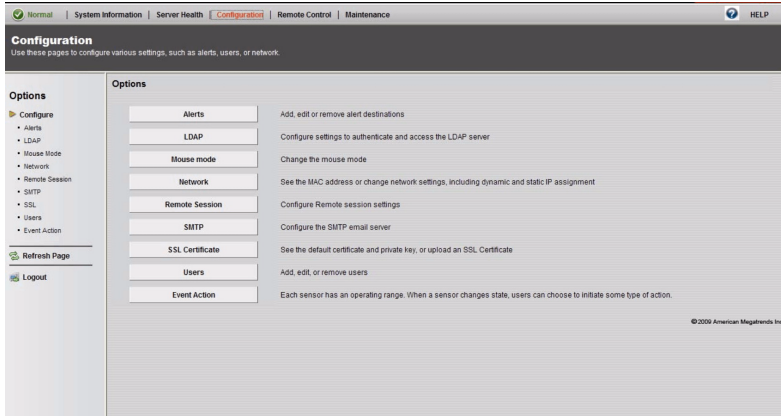 Normal | System Information | Server Health | Configuration | Remote Control | Maintenance HELP
Configuration
Use these pages to configure various settings, such as alerts, users, or network.
Options
Configure
Alerts
LDAP
Mouse Mode
Network
Remote Session
SMTP
SSL
Users
Event Action
Refresh Page
Logout
Options
Alerts Add, edit or remove alert destinations
LDAP Configure settings to authenticate and access the LDAP server
Mouse mode Change the mouse mode
Network See the MAC address or change network settings, including dynamic and static IP assignment
Remote Session Configure Remote session settings
SMTP Configure the SMTP email server
SSL Certificate See the default certificate and private key, or upload an SSL Certificate
Users Add, edit, or remove users
Event Action Each sensor has an operating range. When a sensor changes state, users can choose to initiate some type of action.
©2009 American Megatrends Inc